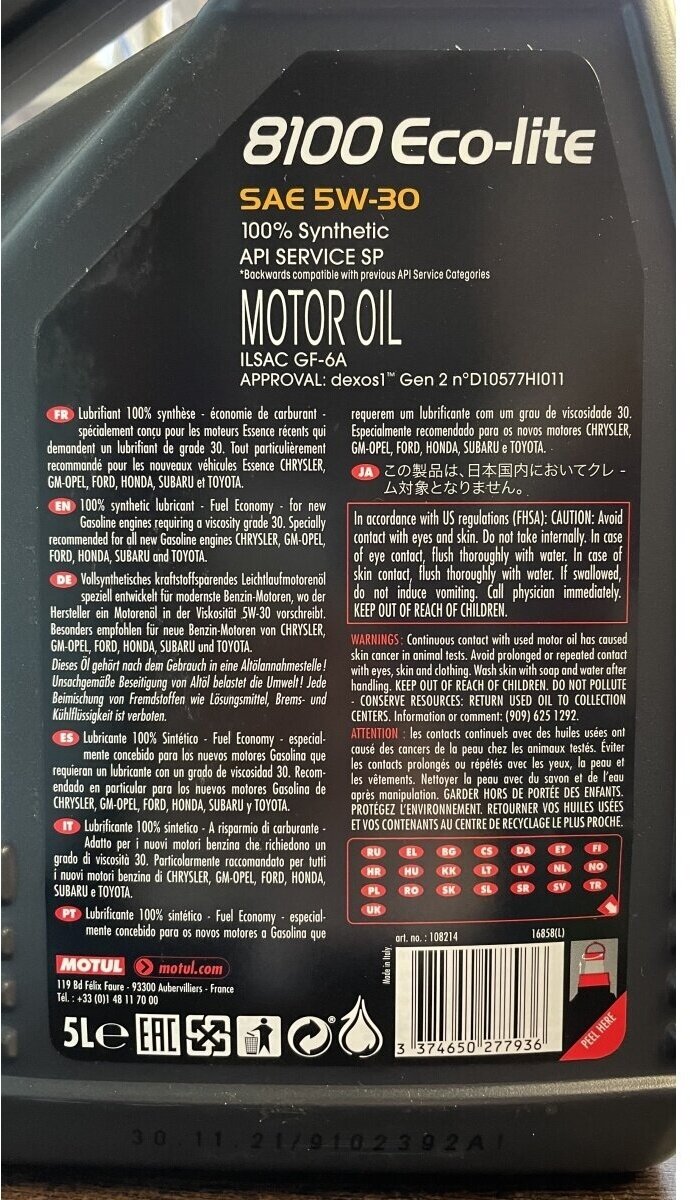 8100 Eco-lite
SAE 5W-30
100% Synthetic
API SERVICE SP
*Backwards compatible with previous API Service Categories
MOTOR OIL
ILSAC GF-6A
APPROVAL: dexos1™ Gen 2 n°D10577HI011
FR Lubrifiant 100% synthèse - économie de carburant -
spécialement conçu pour les moteurs Essence récents qui
demandent un lubrifiant de grade 30. Tout particulièrement
recommandé pour les nouveaux véhicules Essence CHRYSLER,
GM-OPEL, FORD, HONDA, SUBARU et TOYOTA.
EN 100% synthetic lubricant - Fuel Economy - for new
Gasoline engines requiring a viscosity grade 30. Specially
recommended for all new Gasoline engines CHRYSLER, GM-OPEL,
FORD, HONDA, SUBARU and TOYOTA.
DE Vollsynthetisches kraftstoffsparendes Leichtlaufmotorenöl
speziell entwickelt für modernste Benzin-Motoren, wo der
Hersteller ein Motorenöl in der Viskosität 5W-30 vorschreibt.
Besonders empfohlen für neue Benzin-Motoren von CHRYSLER,
GM-OPEL, FORD, HONDA, SUBARU und TOYOTA.
Dieses Öl gehört nach dem Gebrauch in eine Altölannahmestelle!
Unsachgemäße Beseitigung von Altöl belastet die Umwelt! Jede
Beimischung von Fremdstoffen wie Lösungsmittel, Brems- und
Kühlflüssigkeit ist verboten.
ES Lubricante 100% Sintético - Fuel Economy - especial-
mente concebido para los nuevos motores Gasolina que
requieran un lubricante con un grado de viscosidad 30. Recom-
endado en particular para los nuevos motores Gasolina de
CHRYSLER, GM-OPEL, FORD, HONDA, SUBARU y TOYOTA.
IT Lubrificante 100% sintetico - A risparmio di carburante -
Adatto per i nuovi motori benzina che richiedono un
grado di viscosità 30. Particolarmente raccomandato per tutti
i nuovi motori benzina di CHRYSLER, GM-OPEL, FORD, HONDA,
SUBARU e TOYOTA.
PT Lubrificante 100% sintético - Fuel Economy - especial-
mente concebido para os novos motores a Gasolina que
requerem um lubrificante com um grau de viscosidade 30.
Especialmente recomendado para os novos motores CHRYSLER,
GM-OPEL, FORD, HONDA, SUBARU e TOYOTA.
JA この製品は、日本国内においてクレ -
ム対象となりません。
In accordance with US regulations (FHSA): CAUTION: Avoid
contact with eyes and skin. Do not take internally. In case
of eye contact, flush thoroughly with water. In case of
skin contact, flush thoroughly with water. If swallowed,
do not induce vomiting. Call physician immediately.
KEEP OUT OF REACH OF CHILDREN.
WARNINGS: Continuous contact with used motor oil has caused
skin cancer in animal tests. Avoid prolonged or repeated contact
with eyes, skin and clothing. Wash skin with soap and water after
handling. KEEP OUT OF REACH OF CHILDREN. DO NOT POLLUTE
- CONSERVE RESOURCES: RETURN USED OIL TO COLLECTION
CENTERS. Information or comment: (909) 625 1292.
ATTENTION : les contacts continuels avec des huiles usées ont
causé des cancers de la peau chez les animaux testés. Éviter
les contacts prolongés ou répétés avec les yeux, la peau et
les vêtements. Nettoyer la peau avec du savon et de l'eau
après manipulation. GARDER HORS DE PORTÉE DES ENFANTS.
PROTÉGEZ L'ENVIRONNEMENT. RETOURNER VOS HUILES USÉES
ET VOS CONTENANTS AU CENTRE DE RECYCLAGE LE PLUS PROCHE.
RU EL BG CS DA ET FI
HR HU KK LT LV NL NO
PL RO SK SL SR SV TR
UK
art. no. : 108214 16858(L)
Made in Italy
MOTUL motul.com
119 Bd Félix Faure - 93300 Aubervilliers - France
Tél. : +33 (0)1 48 11 70 00
5L℮ EAC
3 374650 277936
PEEL HERE
30.11.21/9102392A